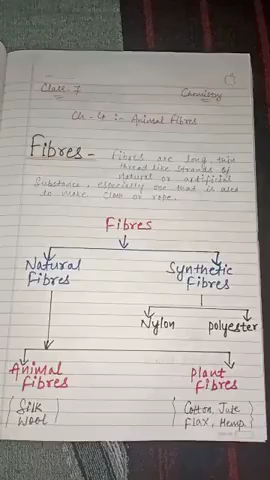 Class 7 Chemistry
Ch - 4 :- Animal Fibres
Fibres - Fibres are long, thin
thread like strands of
natural or artificial
Substance, especially one that is used
to make cloth or rope.
Fibres
Natural Fibres
Synthetic Fibres
Nylon polyester
Animal Fibres
Plant Fibres
(Silk
Wool)
(Cotton, Jute
Flax, Hemp)